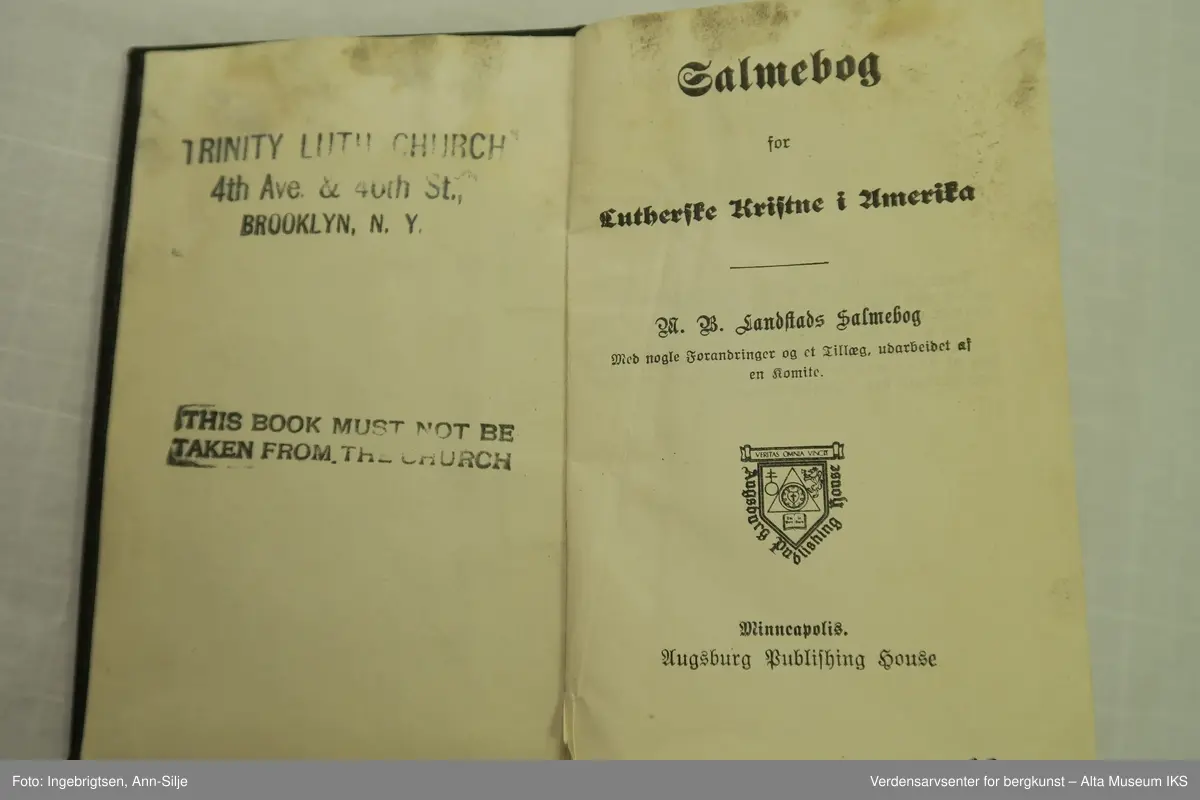 TRINITY LUTH CHURCH
4th Ave. & 46th St.,
BROOKLYN, N. Y.
THIS BOOK MUST NOT BE
TAKEN FROM THE CHURCH
Salmebog
for
Lutherske Kristne i Amerika
M. B. Landstads Salmebog
Med nogle Forandringer og et Tillæg, udarbeidet af
en Komite.
VERITAS OMNIA VINCIT
Augsburg Publishing House
Minneapolis.
Augsburg Publishing House
Foto: Ingebrigtsen, Ann-Silje
Verdensarvsenter for bergkunst – Alta Museum IKS